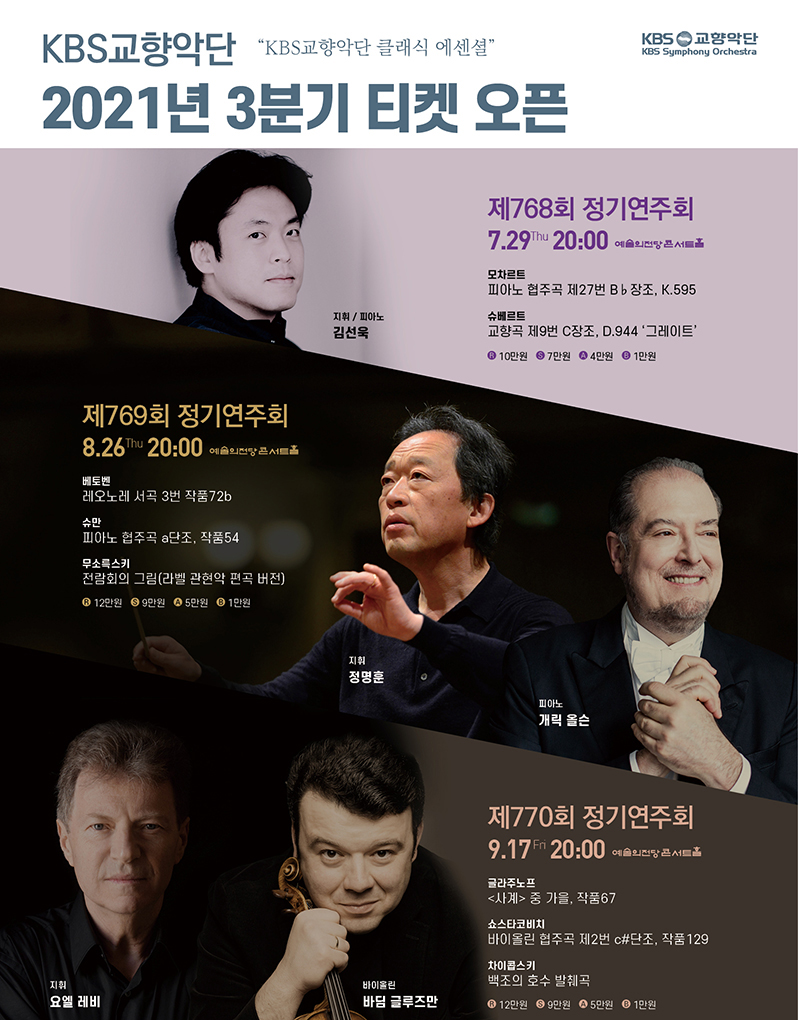 KBS교향악단 “KBS교향악단 클래식 에센셜”
KBS 교향악단
KBS Symphony Orchestra
2021년 3분기 티켓 오픈
제768회 정기연주회
7.29Thu 20:00 예술의전당 콘서트홀
모차르트
피아노 협주곡 제27번 B♭장조, K.595
슈베르트
교향곡 제9번 C장조, D.944 ‘그레이트’
R 10만원 S 7만원 A 4만원 B 1만원
지휘 / 피아노
김선욱
제769회 정기연주회
8.26Thu 20:00 예술의전당 콘서트홀
베토벤
레오노레 서곡 3번 작품72b
슈만
피아노 협주곡 a단조, 작품54
무소륵스키
전람회의 그림(라벨 관현악 편곡 버전)
R 12만원 S 9만원 A 5만원 B 1만원
지휘
정명훈
피아노
개릭 올슨
제770회 정기연주회
9.17Fri 20:00 예술의전당 콘서트홀
글라주노프
<사계> 중 가을, 작품67
쇼스타코비치
바이올린 협주곡 제2번 c#단조, 작품129
차이콥스키
백조의 호수 발췌곡
R 12만원 S 9만원 A 5만원 B 1만원
지휘
요엘 레비
바이올린
바딤 글루즈만